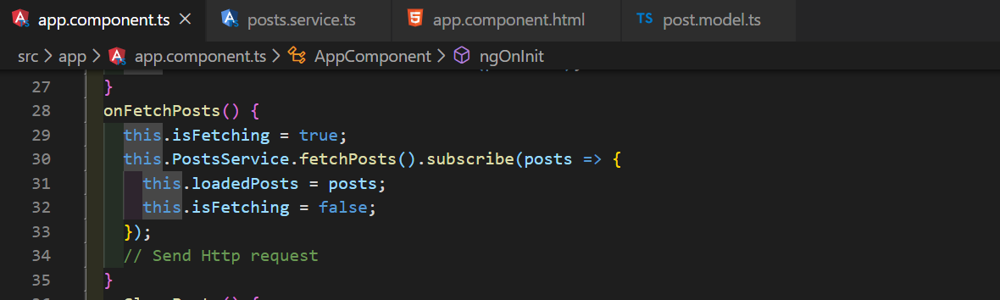 app.component.ts × posts.service.ts app.component.html TS post.model.ts
src > app > app.component.ts > AppComponent > ngOnInit
27 }
28 onFetchPosts() {
29 this.isFetching = true;
30 this.PostsService.fetchPosts().subscribe(posts => {
31 this.loadedPosts = posts;
32 this.isFetching = false;
33 });
34 // Send Http request
35 }